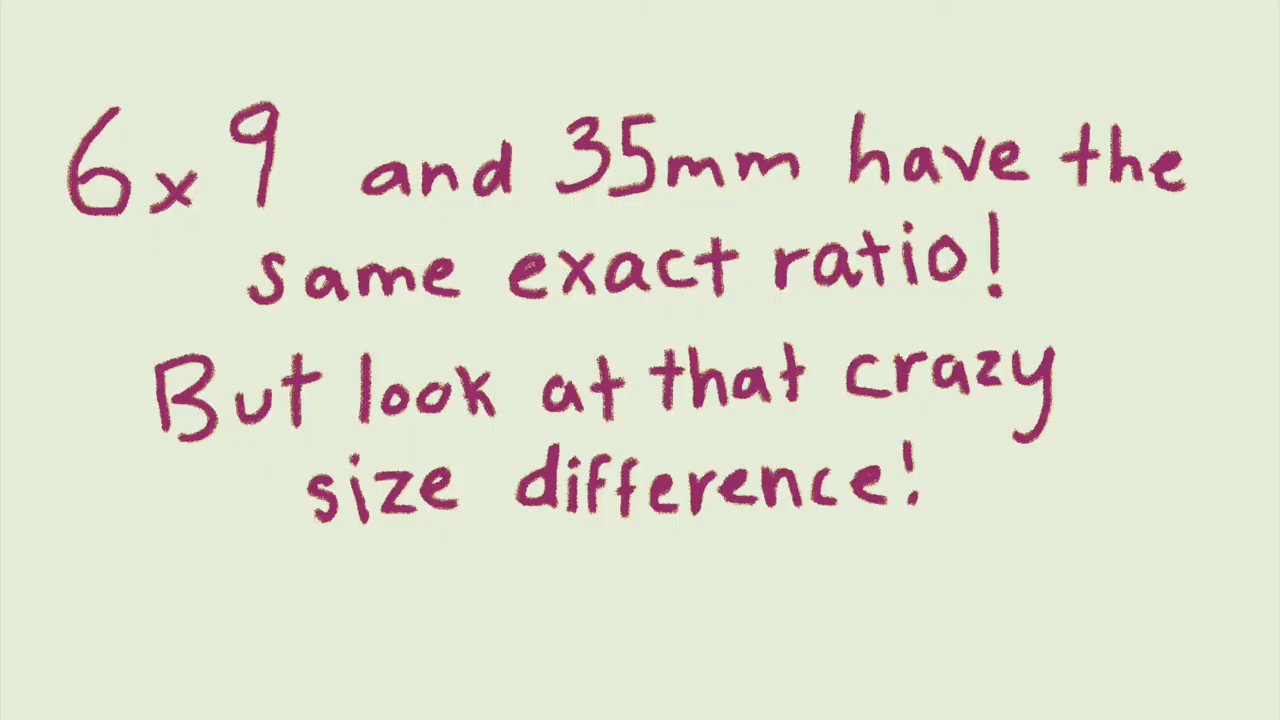 6x9 and 35mm have the
same exact ratio!
But look at that crazy
size difference!